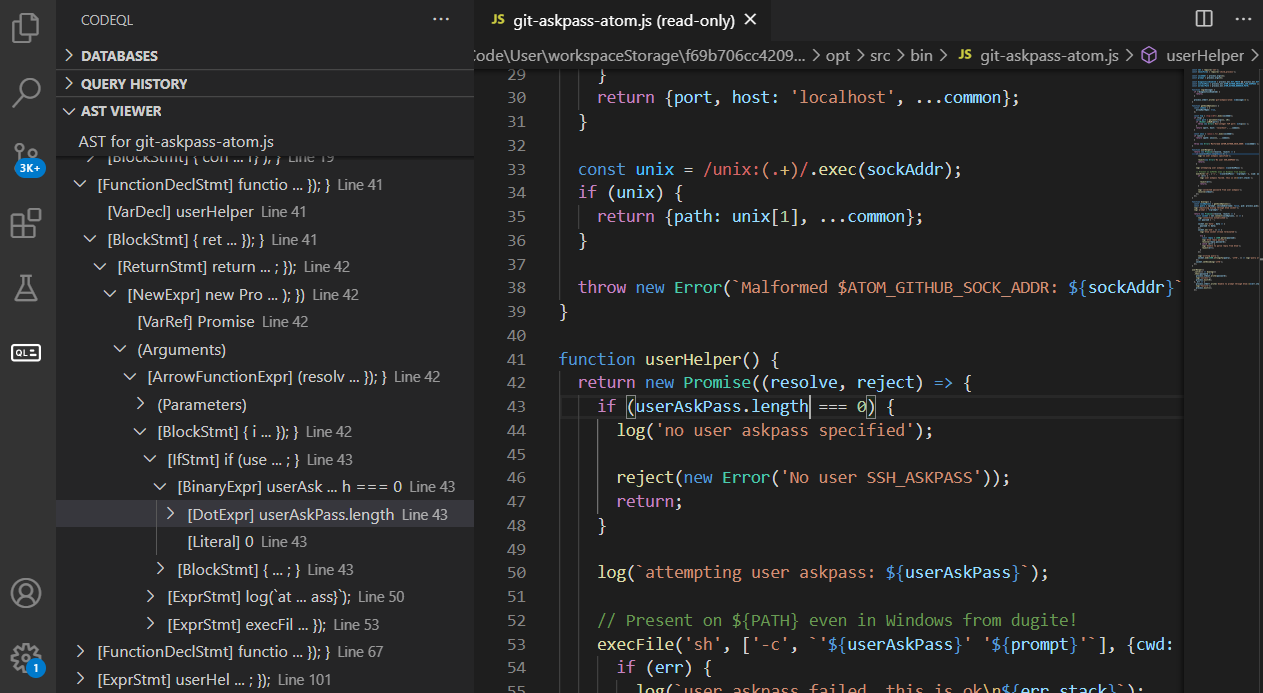 CODEQL
DATABASES
QUERY HISTORY
AST VIEWER
AST for git-askpass-atom.js
[BlockStmt] { con ... r} ); } Line 19
[FunctionDeclStmt] functio ... }); } Line 41
[VarDecl] userHelper Line 41
[BlockStmt] { ret ... }); } Line 41
[ReturnStmt] return ... ; }); Line 42
[NewExpr] new Pro ... ); }) Line 42
[VarRef] Promise Line 42
(Arguments)
[ArrowFunctionExpr] (resolv ... }); } Line 42
(Parameters)
[BlockStmt] { i ... }); } Line 42
[IfStmt] if (use ... ; } Line 43
[BinaryExpr] userAsk ... h === 0 Line 43
[DotExpr] userAskPass.length Line 43
[Literal] 0 Line 43
[BlockStmt] { ... ; } Line 43
[ExprStmt] log(`at ... ass}`); Line 50
[ExprStmt] execFil ... }); Line 53
[FunctionDeclStmt] functio ... }); } Line 67
[ExprStmt] userHel ... ; }); Line 101
3K+
QL
1
JS git-askpass-atom.js (read-only)
Code\User\workspaceStorage\f69b706cc4209... > opt > src > bin > JS git-askpass-atom.js > userHelper >
29 }
30 return {port, host: 'localhost', ...common};
31 }
32
33 const unix = /unix:(.+)/.exec(sockAddr);
34 if (unix) {
35 return {path: unix[1], ...common};
36 }
37
38 throw new Error(`Malformed $ATOM_GITHUB_SOCK_ADDR: ${sockAddr}`
39 }
40
41 function userHelper() {
42 return new Promise((resolve, reject) => {
43 if (userAskPass.length === 0) {
44 log('no user askpass specified');
45
46 reject(new Error('No user SSH_ASKPASS'));
47 return;
48 }
49
50 log(`attempting user askpass: ${userAskPass}`);
51
52 // Present on ${PATH} even in Windows from dugite!
53 execFile('sh', ['-c', `'${userAskPass}' '${prompt}'`], {cwd:
54 if (err) {
55 log(`user askpass failed. this is ok\n${err.stack}`);